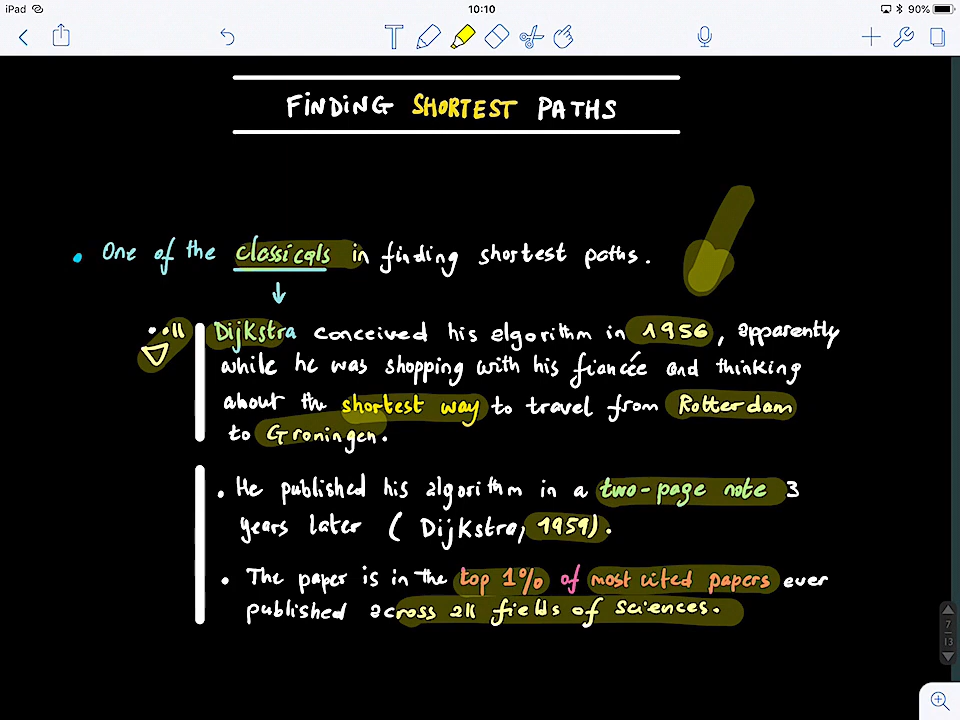 iPad
10:10
90%
FINDING SHORTEST PATHS
One of the classicals in finding shortest paths.
Dijkstra conceived his algorithm in 1956, apparently
while he was shopping with his fiancée and thinking
about the shortest way to travel from Rotterdam
to Groningen.
He published his algorithm in a two-page note 3
years later (Dijkstra, 1959).
The paper is in the top 1% of most cited papers ever
published across all fields of sciences.
7
13